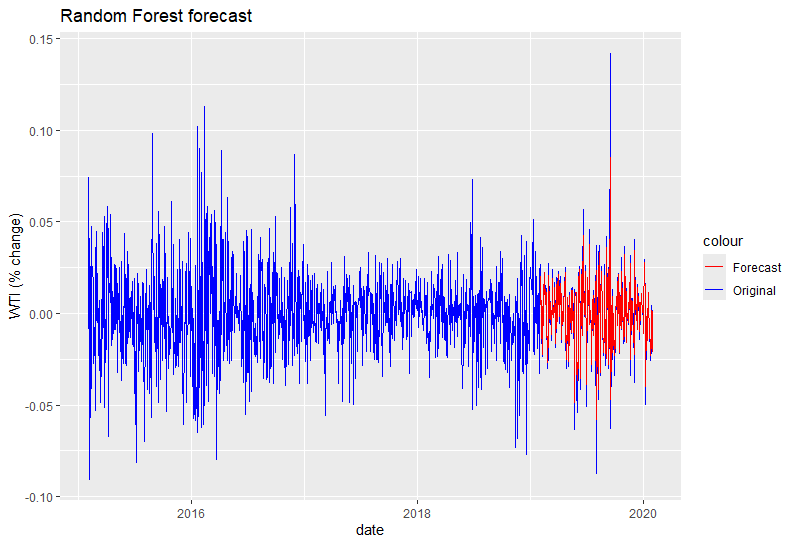 Random Forest forecast
0.15
0.10
0.05
0.00
-0.05
-0.10
WTI (% change)
2016
2018
2020
date
colour
Forecast
Original